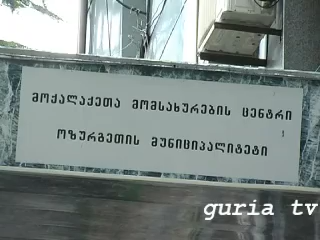 მოქალაქეთა მომსახურების ცენტრი
ოზურგეთის მუნიციპალიტეტი
guria tv